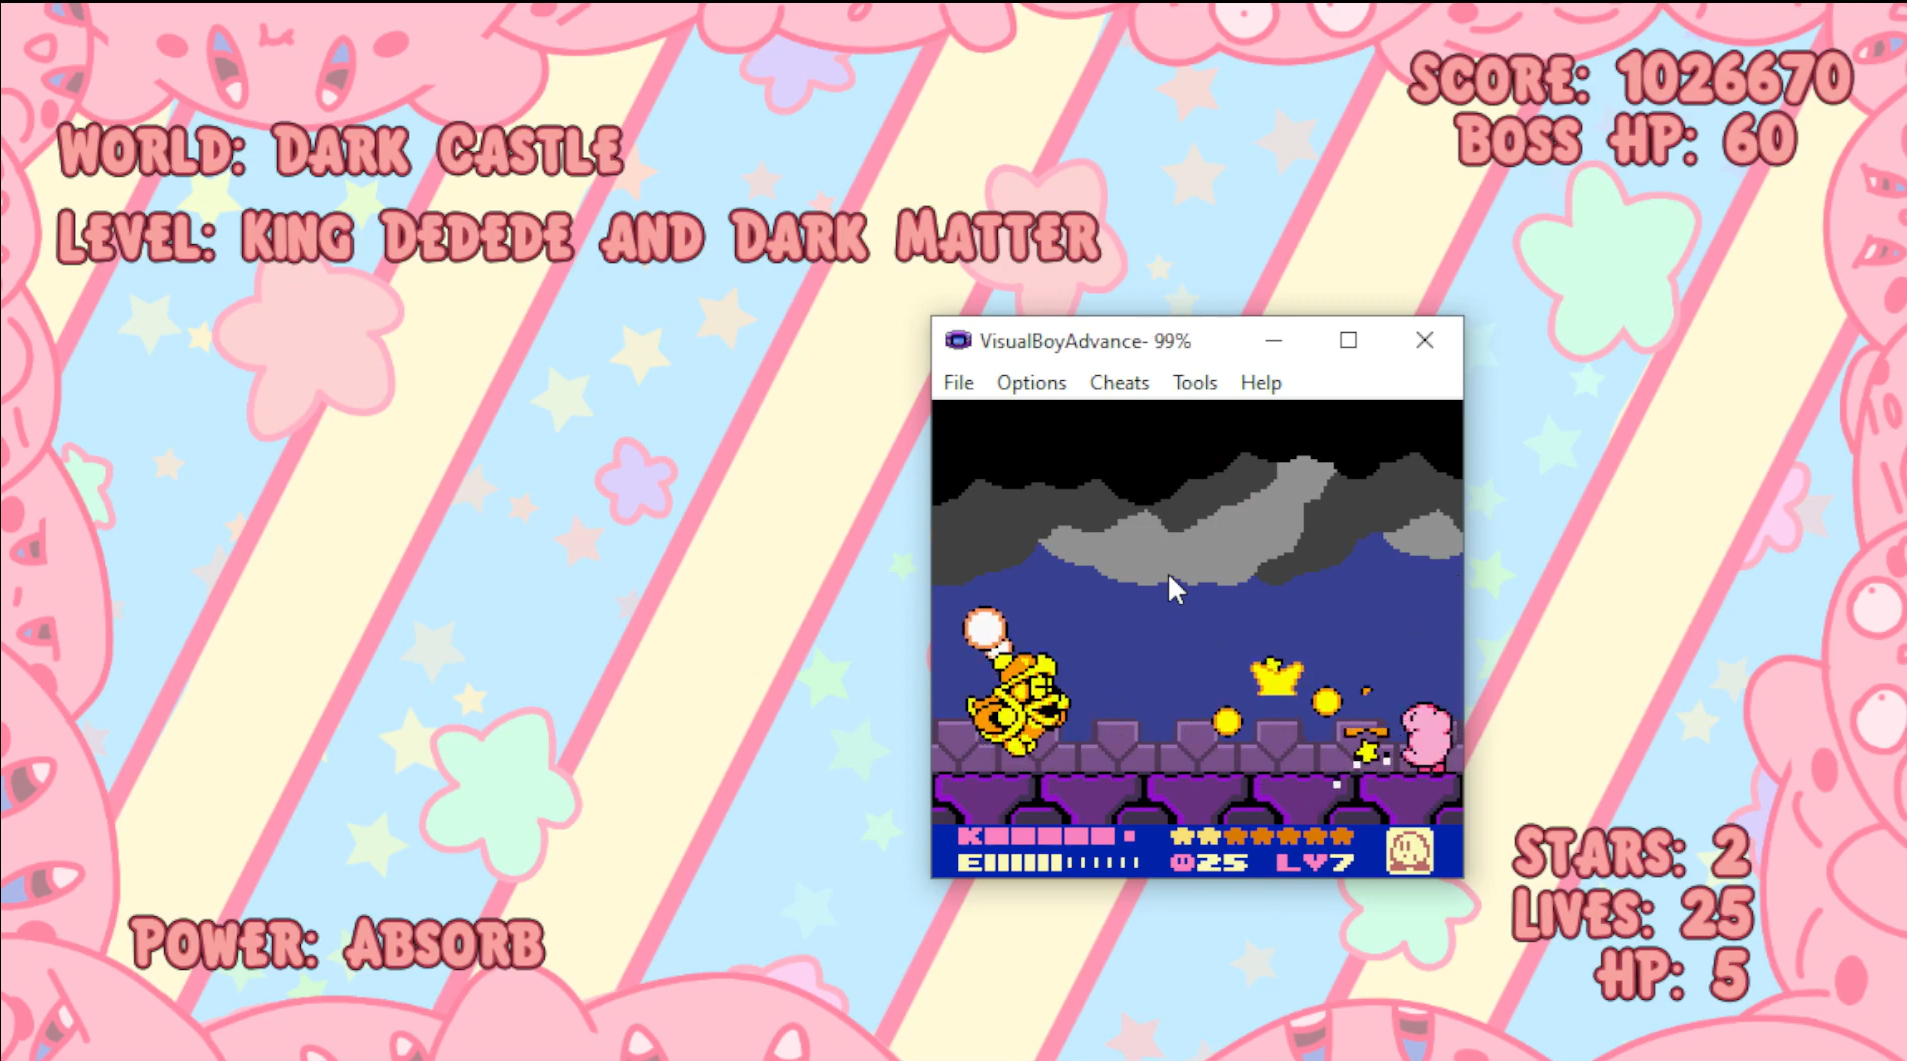 SCORE: 1026670
BOSS HP: 60
WORLD: DARK CASTLE
LEVEL: KING DEDEDE AND DARK MATTER
VisualBoyAdvance- 99%
File Options Cheats Tools Help
K
E 25 LV7
STARS: 2
LIVES: 25
HP: 5
POWER: ABSORB